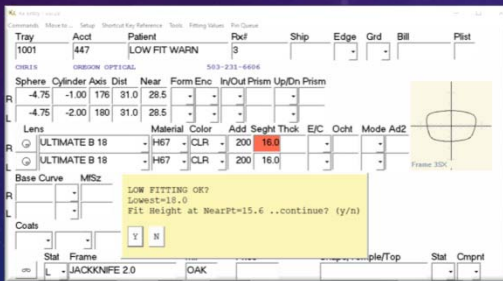 Commands Move to ... Setup Shortcut Key Reference Tools Fitting Values Pin Queue
Tray Acct Patient Rx# Ship Edge Grd Bill Plist
1001 447 LOW FIT WARN 3
CHRIS OREGON OPTICAL 503-231-6606
Sphere Cylinder Axis Dist Near Form Enc In/Out Prism Up/Dn Prism
R -4.75 -1.00 176 31.0 28.5
L -4.75 -2.00 180 31.0 28.5
Lens Material Color Add Seght Thck E/C Ocht Mode Ad2
R ULTIMATE B 18 H67 CLR 200 16.0
L ULTIMATE B 18 H67 CLR 200 16.0
Frame 35X
Base Curve MfSz
R
L
LOW FITTING OK?
Lowest=18.0
Fit Height at NearPt=15.6 ..continue? (y/n)
Y N
Coats
Stat Frame Stat Cmpnt
L JACKKNIFE 2.0 OAK